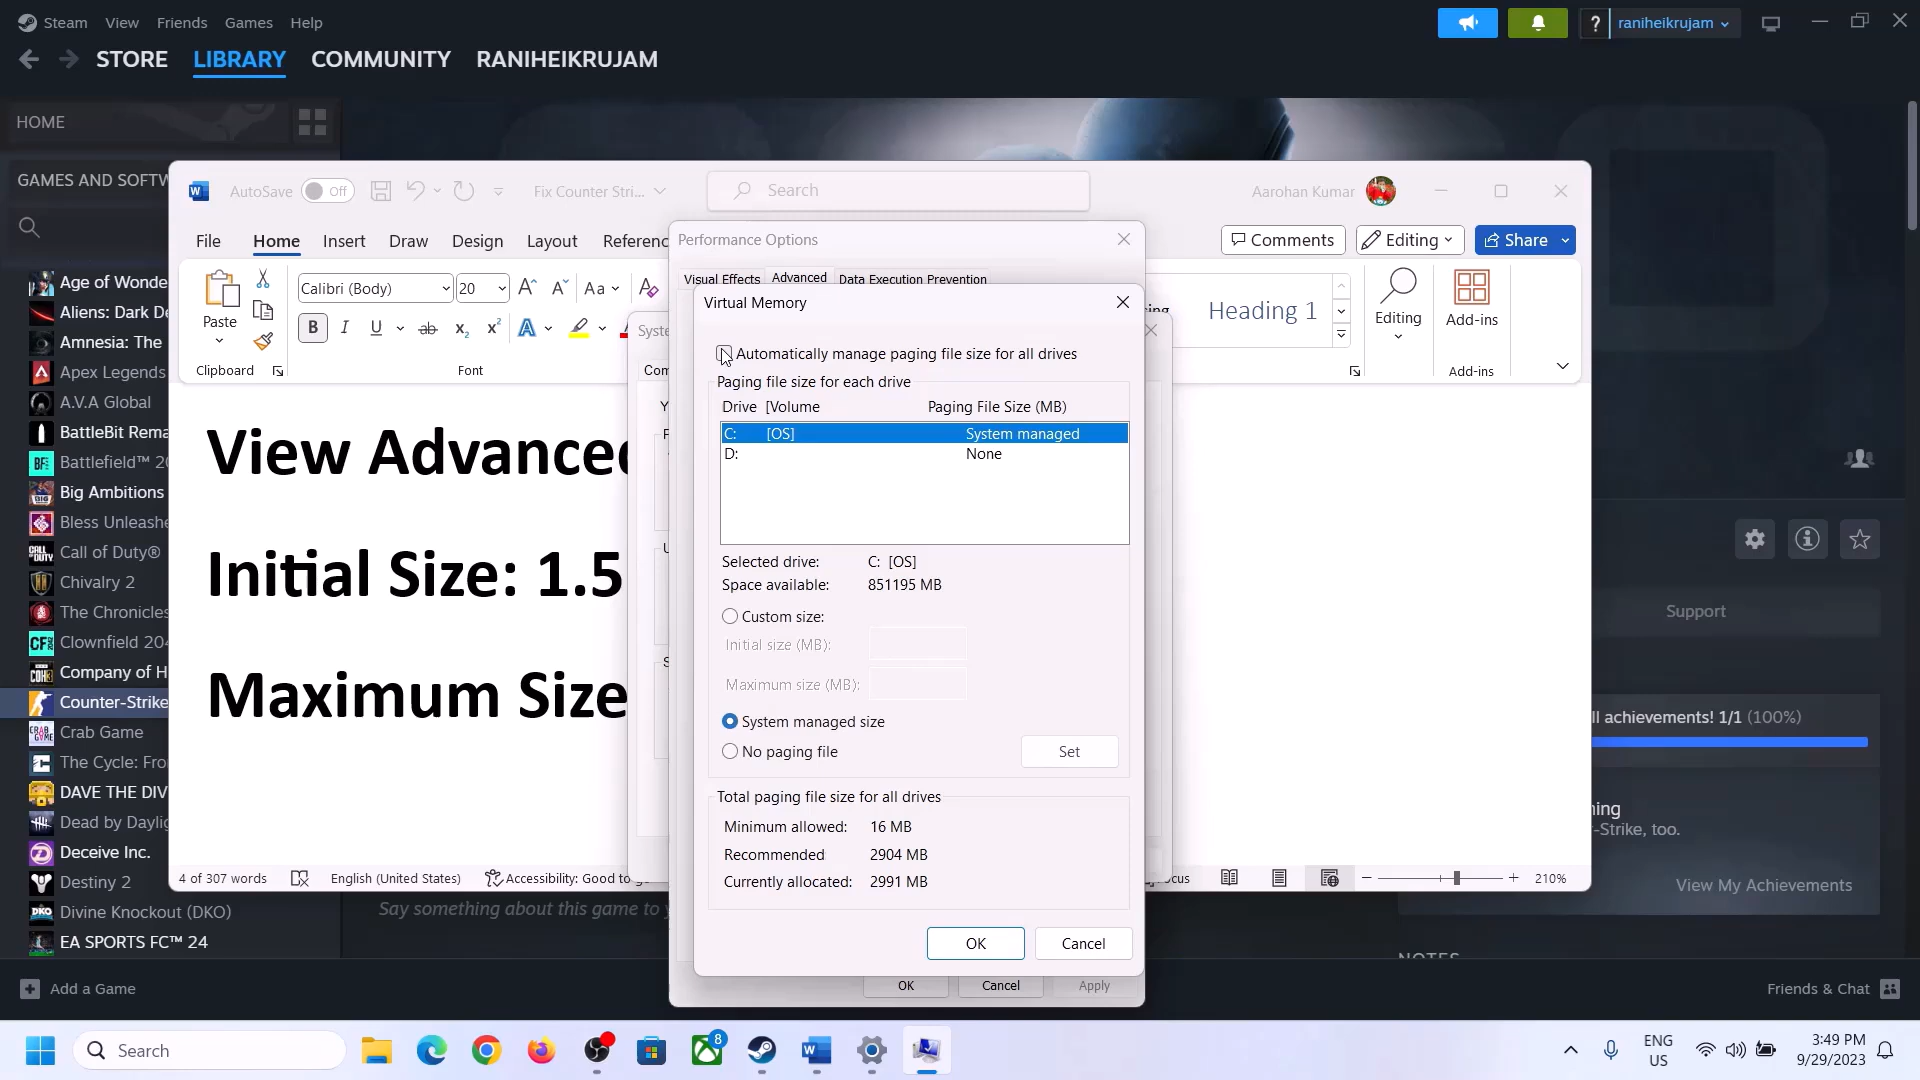 Steam View Friends Games Help
raniheikrujam
STORE LIBRARY COMMUNITY RANIHEIKRUJAM
HOME
GAMES AND SOFTW
AutoSave Off
Fix Counter Stri...
Search
Aarohan Kumar
File Home Insert Draw Design Layout Referenc
Comments Editing Share
Paste
Calibri (Body) 20
Clipboard
Font
Heading 1
Editing
Add-ins
Add-ins
Performance Options
Visual Effects Advanced Data Execution Prevention
Syste
Com
Virtual Memory
Automatically manage paging file size for all drives
Paging file size for each drive
Drive [Volume Paging File Size (MB)
C: [OS] System managed
D: None
Selected drive: C: [OS]
Space available: 851195 MB
Custom size:
Initial size (MB):
Maximum size (MB):
System managed size
No paging file
Set
Total paging file size for all drives
Minimum allowed: 16 MB
Recommended 2904 MB
Currently allocated: 2991 MB
OK Cancel
OK Cancel Apply
View Advanced
Initial Size: 1.5
Maximum Size
4 of 307 words
English (United States)
Accessibility: Good to g
210%
Age of Wonde
Aliens: Dark De
Amnesia: The
Apex Legends
A.V.A Global
BattleBit Rema
Battlefield™ 20
Big Ambitions
Bless Unleashe
Call of Duty®
Chivalry 2
The Chronicles
Clownfield 204
Company of H
Counter-Strike
Crab Game
The Cycle: Fro
DAVE THE DIV
Dead by Daylig
Deceive Inc.
Destiny 2
Divine Knockout (DKO)
EA SPORTS FC™ 24
Support
ll achievements! 1/1 (100%)
-Strike, too.
View My Achievements
Say something about this game to y
NOTES
Add a Game
Friends & Chat
Search
8
ENG
US
3:49 PM
9/29/2023